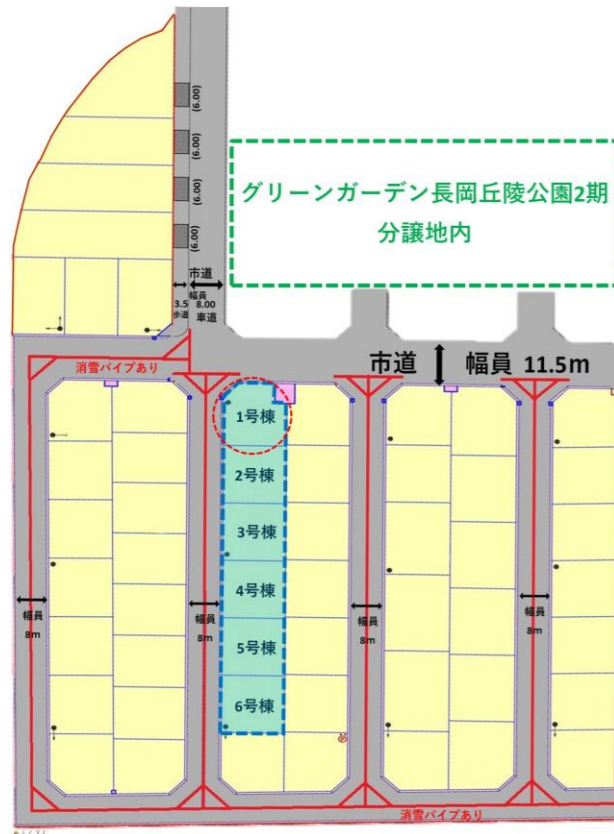 (6.00)
(6.00)
(6.00)
(6.00)
グリーンガーデン長岡丘陵公園2期
分譲地内
市道
幅員
3.5 8.00
歩道 車道
消雪パイプあり
市道 幅員 11.5m
1号棟
2号棟
3号棟
4号棟
5号棟
6号棟
幅員
8m
幅員
8m
幅員
8m
幅員
8m
消雪パイプあり